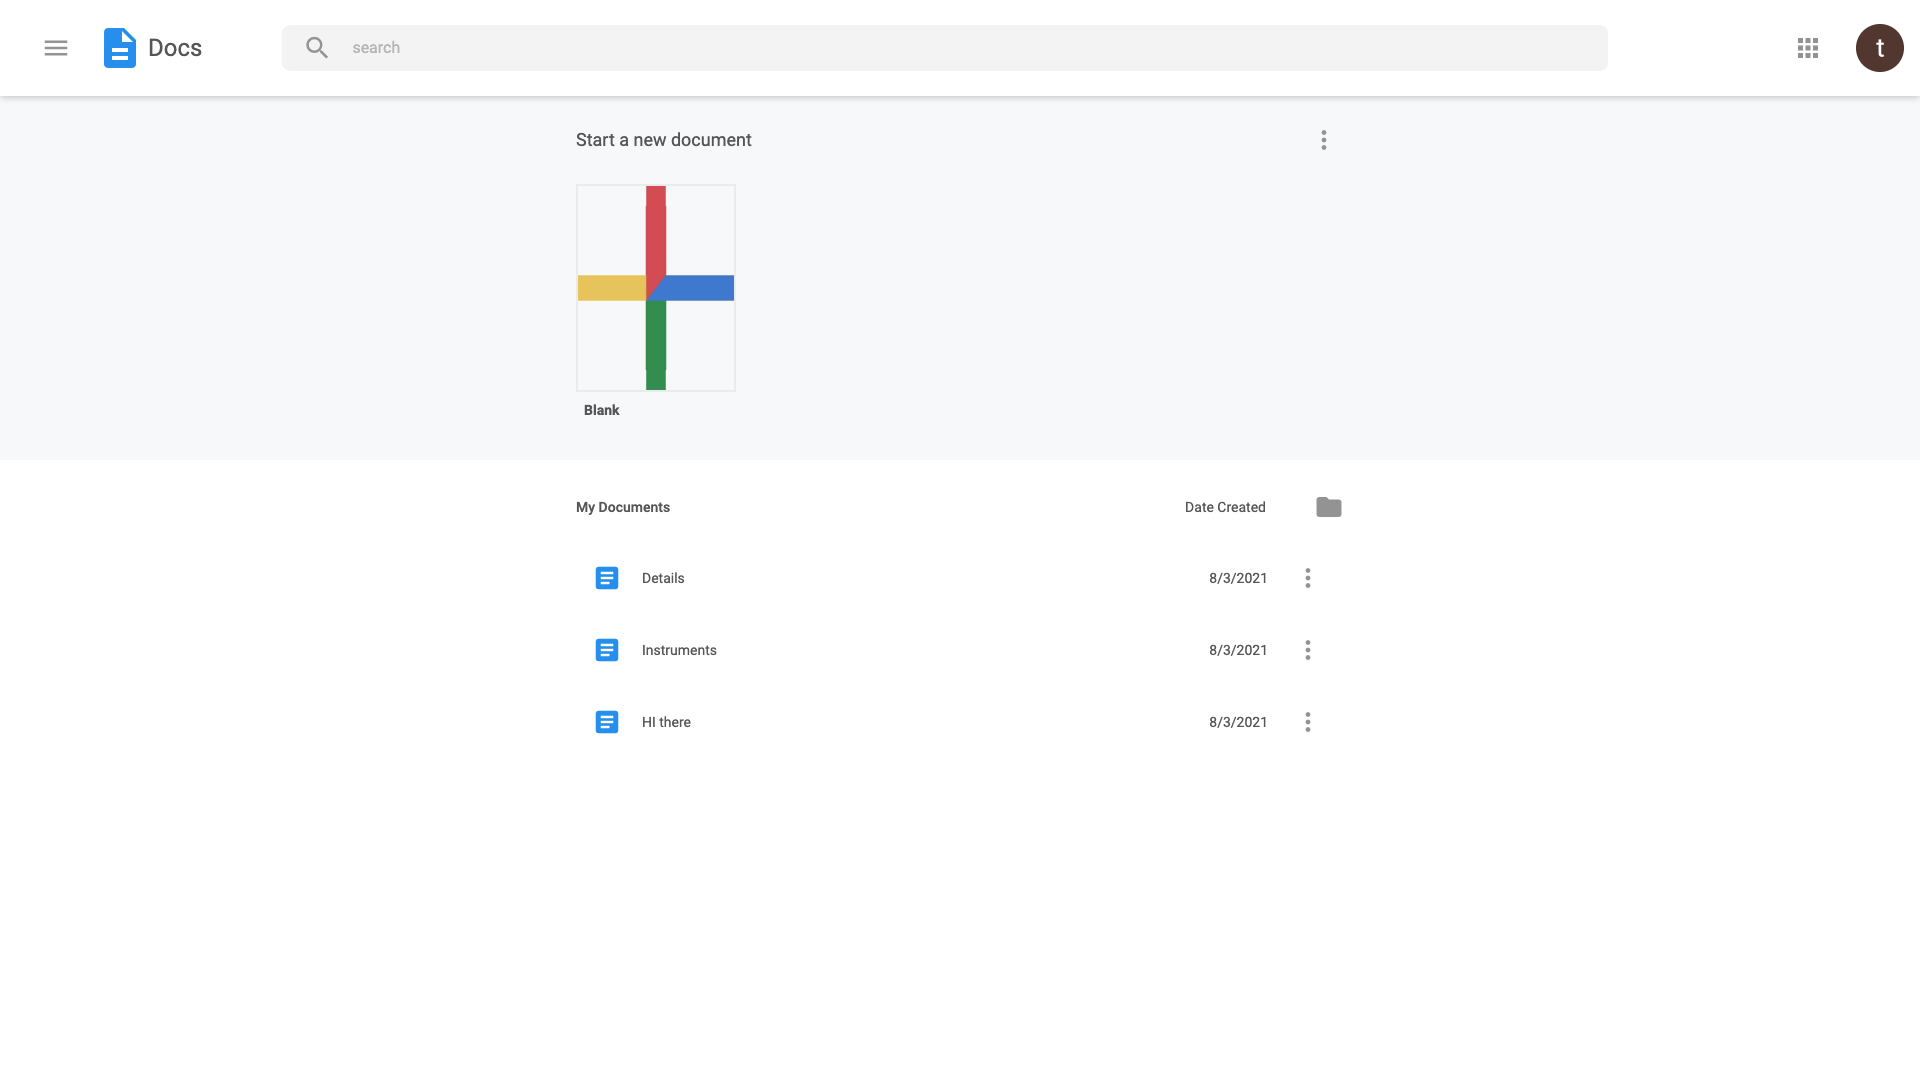 Docs
search
t
Start a new document
Blank
My Documents Date Created
Details 8/3/2021
Instruments 8/3/2021
HI there 8/3/2021